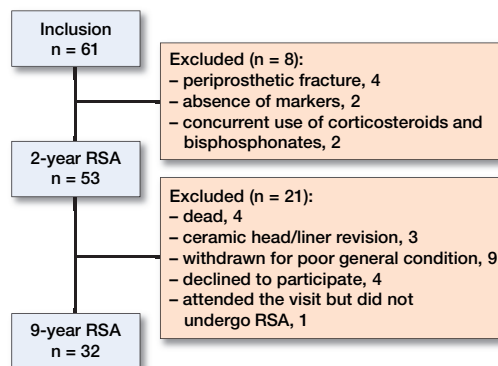 Inclusion
n = 61
Excluded (n = 8):
– periprosthetic fracture, 4
– absence of markers, 2
– concurrent use of corticosteroids and
bisphosphonates, 2
2-year RSA
n = 53
Excluded (n = 21):
– dead, 4
– ceramic head/liner revision, 3
– withdrawn for poor general condition, 9
– declined to participate, 4
– attended the visit but did not
undergo RSA, 1
9-year RSA
n = 32